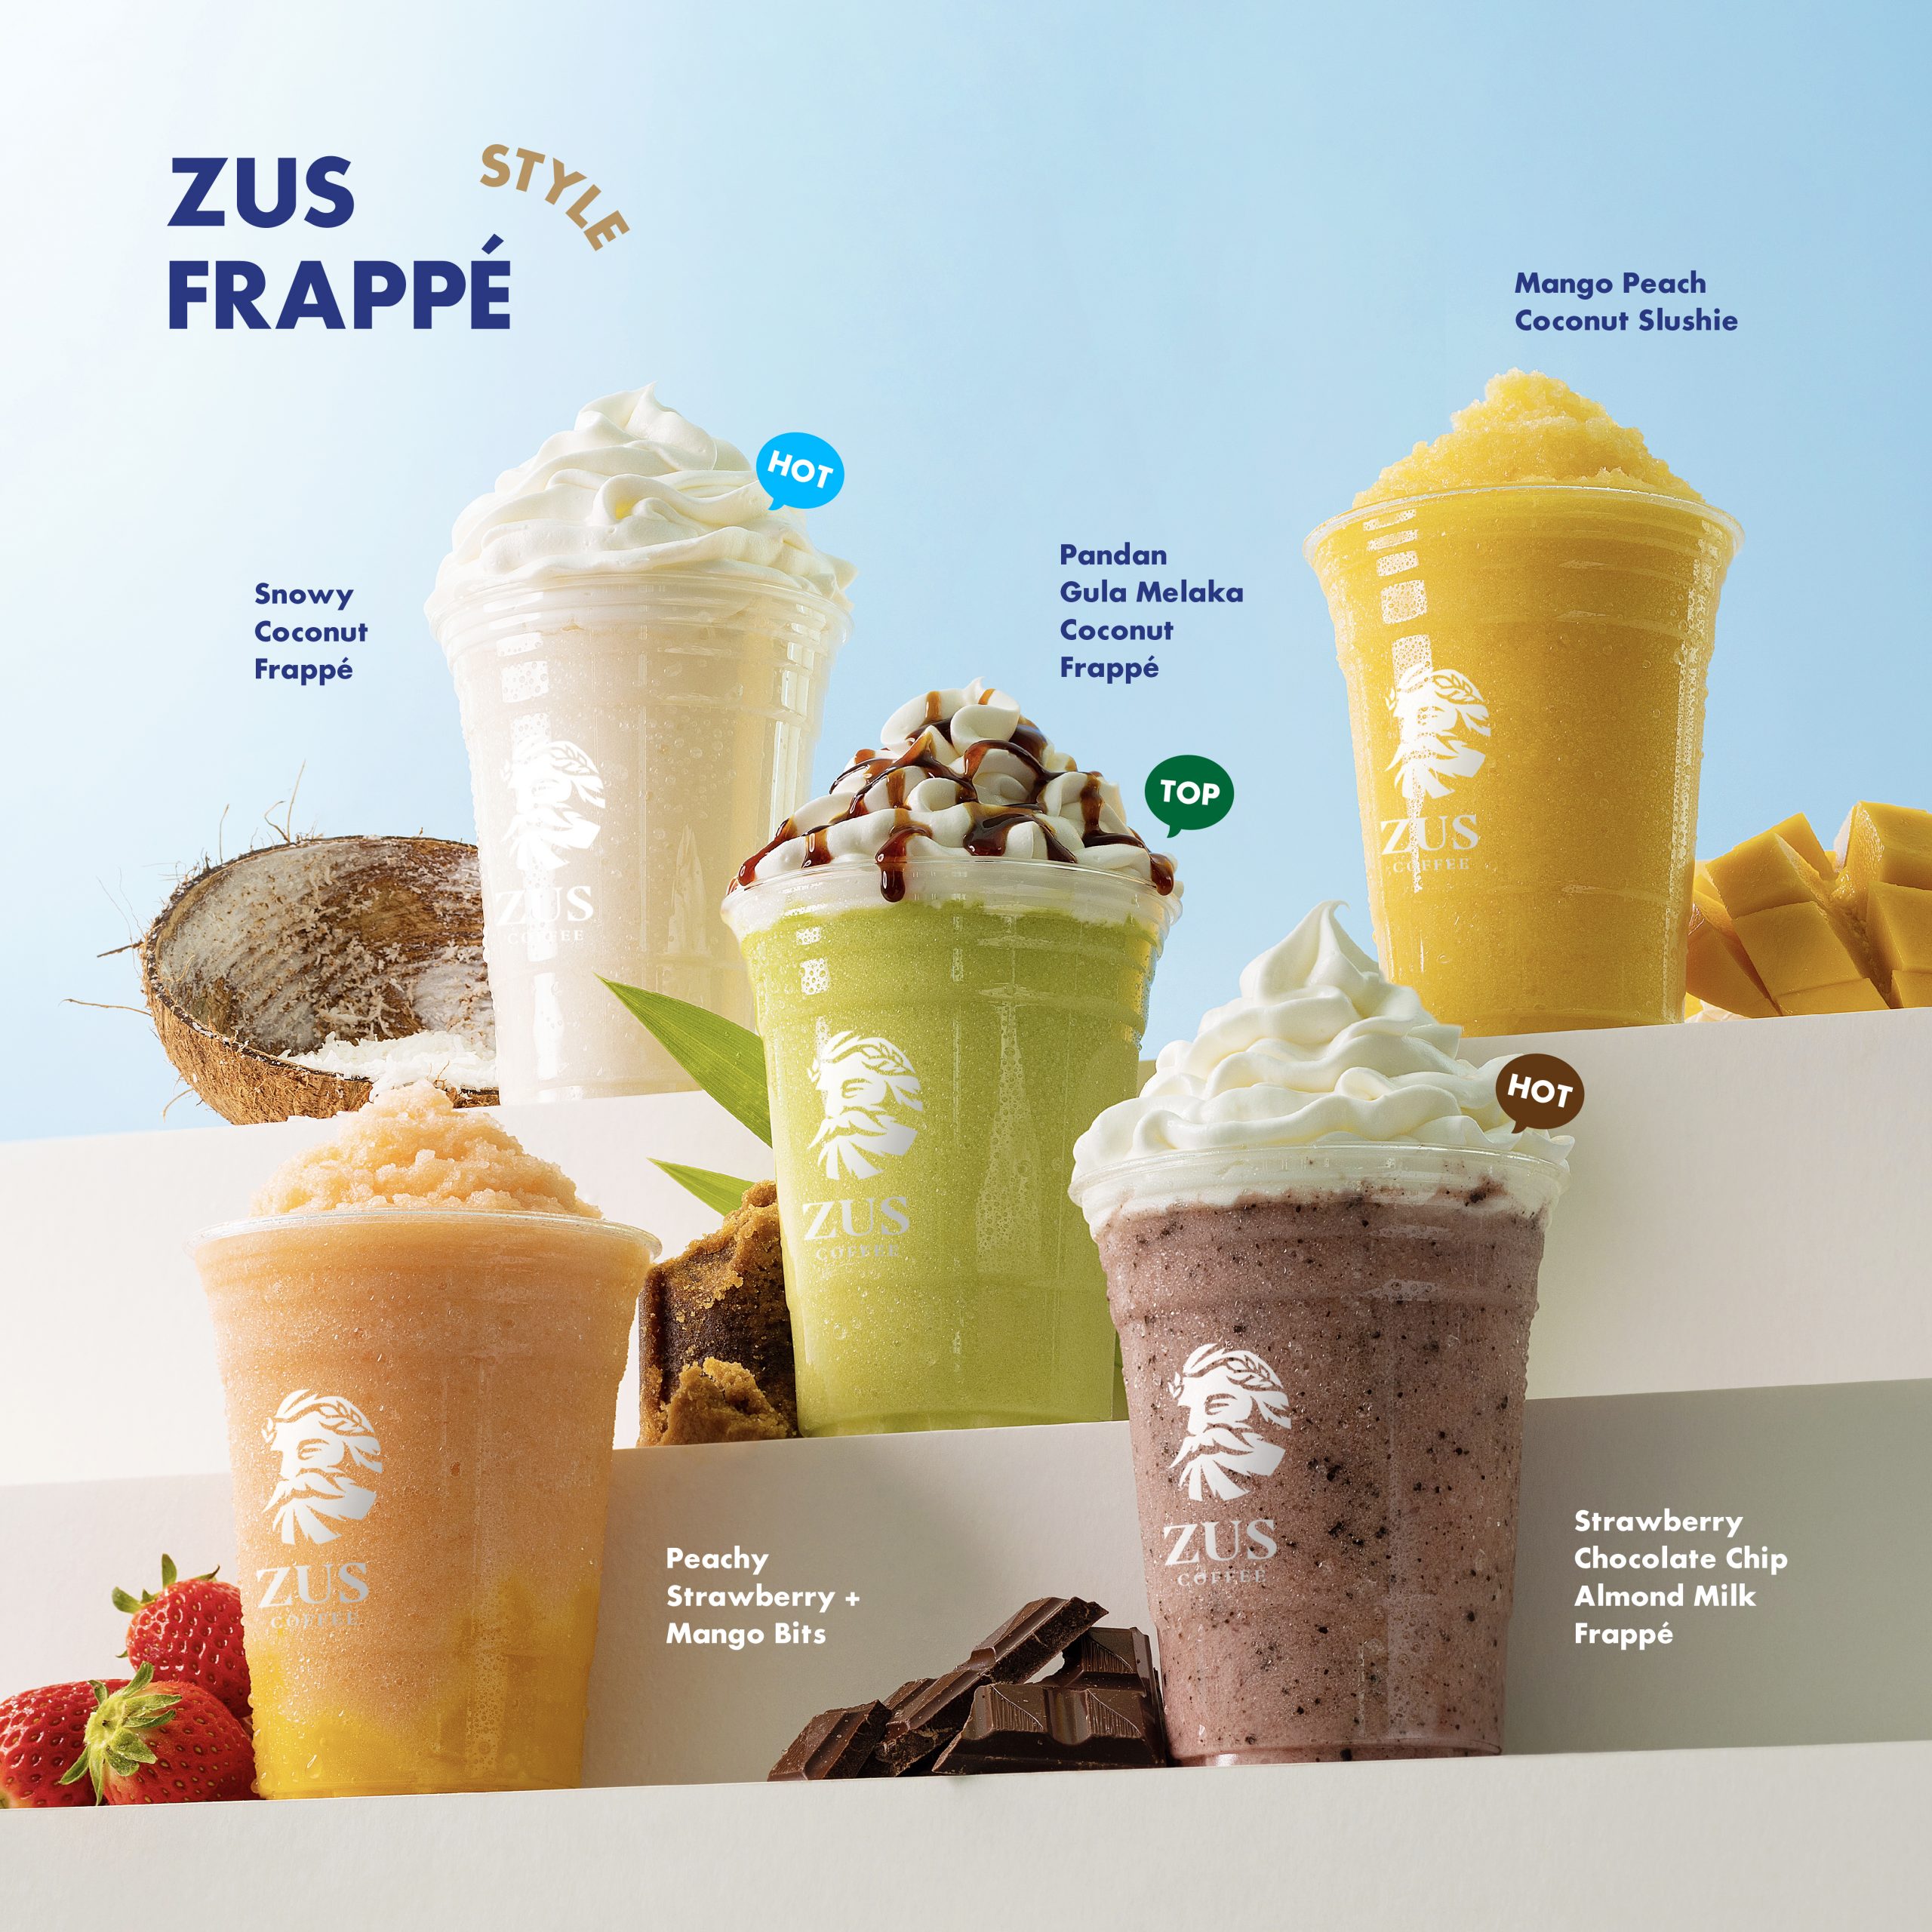 ZUS
FRAPPÉ
STYLE
Mango Peach
Coconut Slushie
HOT
Snowy
Coconut
Frappé
Pandan
Gula Melaka
Coconut
Frappé
TOP
ZUS
COFFEE
ZUS
COFFEE
HOT
ZUS
COFFEE
ZUS
COFFEE
ZUS
COFFEE
Peachy
Strawberry +
Mango Bits
Strawberry
Chocolate Chip
Almond Milk
Frappé